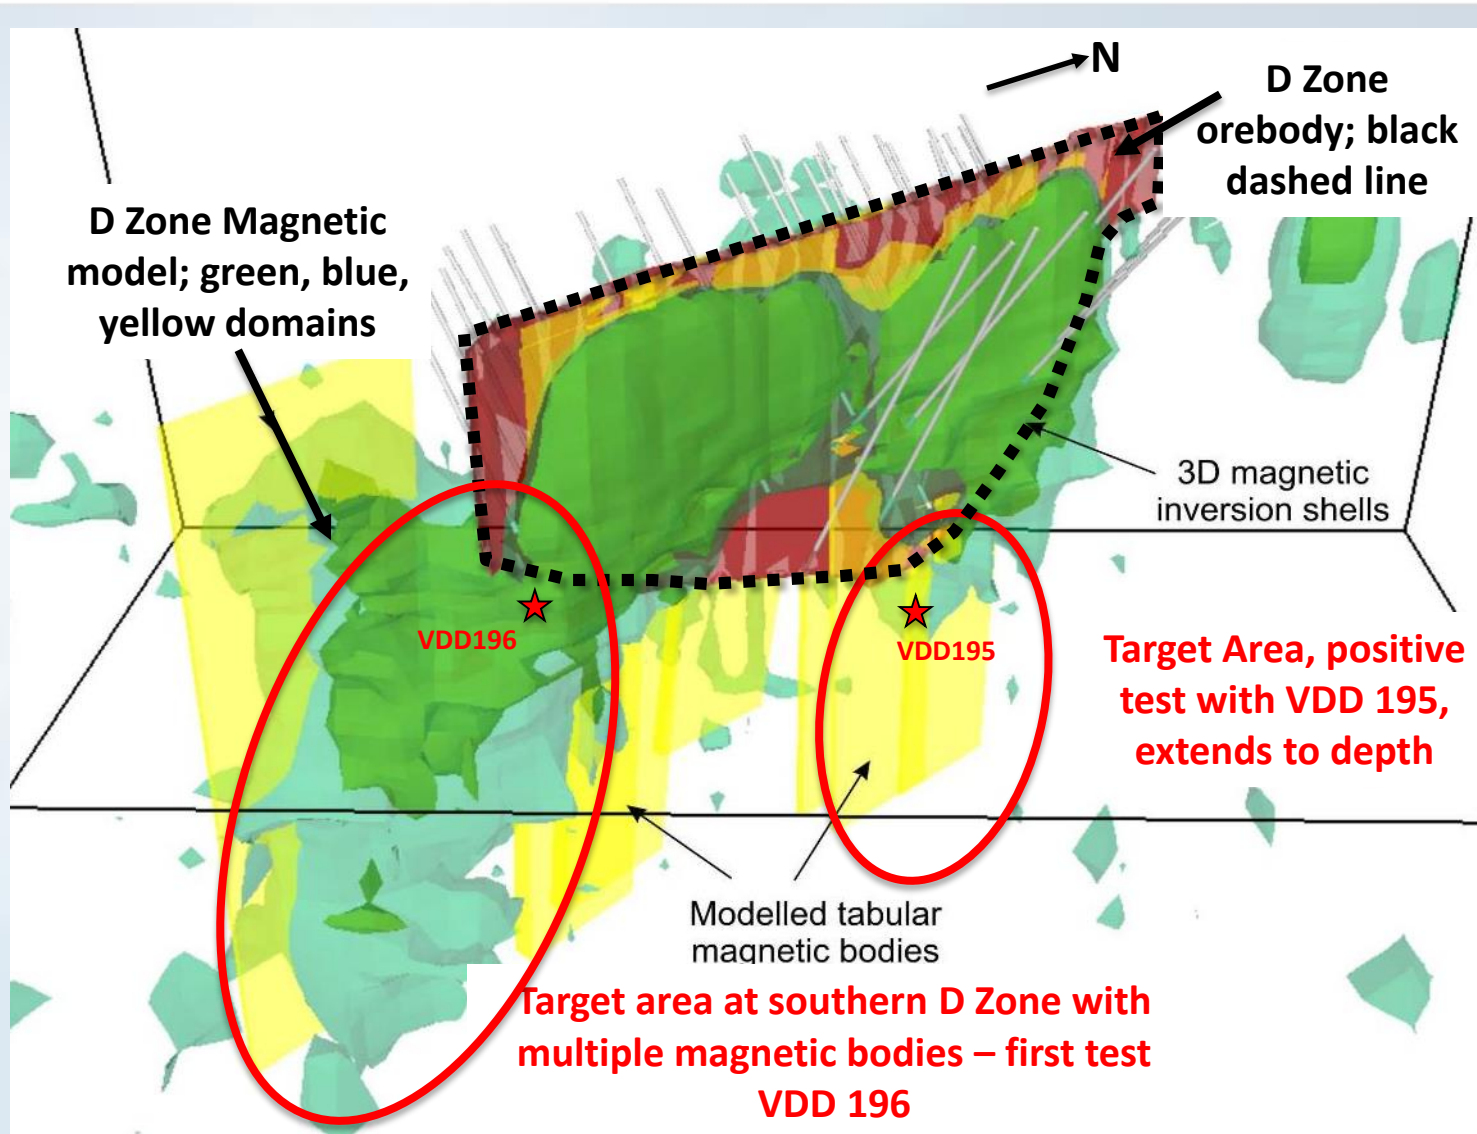 N
D Zone
orebody; black
dashed line
D Zone Magnetic
model; green, blue,
yellow domains
3D magnetic
inversion shells
VDD196
VDD195
Target Area, positive
test with VDD 195,
extends to depth
Modelled tabular
magnetic bodies
Target area at southern D Zone with
multiple magnetic bodies – first test
VDD 196